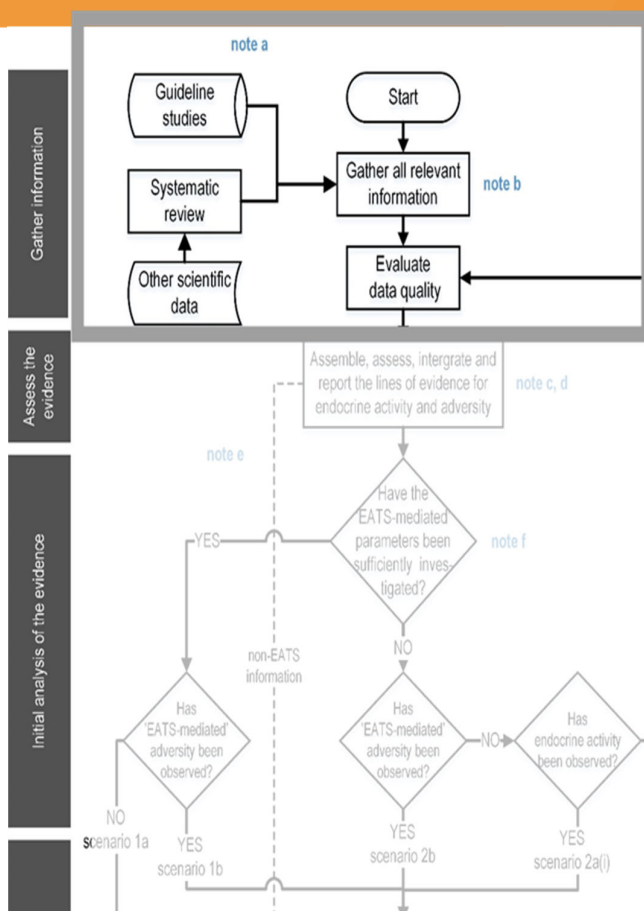 note a
Guideline
studies
Start
Gather all relevant
information
note b
Systematic
review
Evaluate
data quality
Other scientific
data
Gather information
Assess the
evidence
Assemble, assess, intergrate and
report the lines of evidence for
endocrine activity and adversity
note c, d
note e
Have the
EATS-mediated
parameters been
sufficiently inves-
tigated?
note f
YES
NO
non-EATS
information
Initial analysis of the evidence
Has
'EATS-mediated'
adversity been
observed?
Has
'EATS-mediated'
adversity been
observed?
NO
Has
endocrine activity
been observed?
NO
scenario 1a
YES
scenario 1b
YES
scenario 2b
YES
scenario 2a(i)